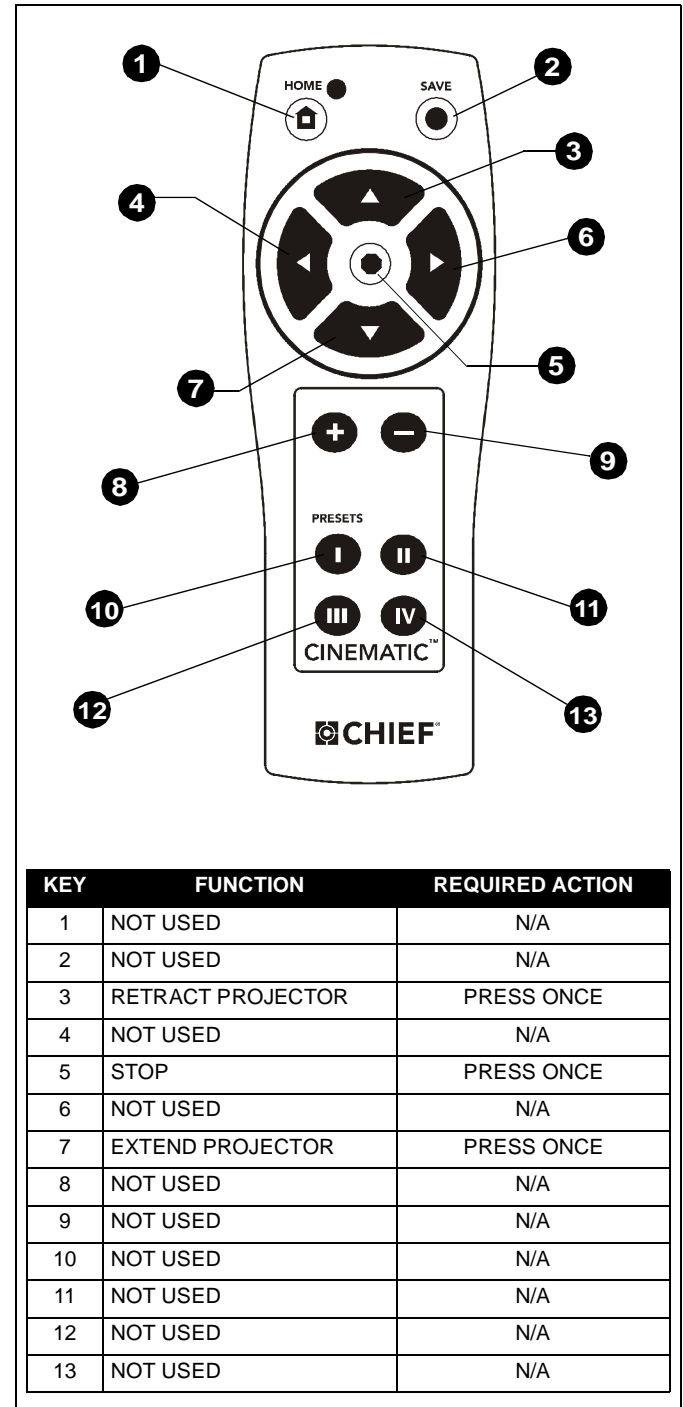 1
2
HOME
SAVE
3
4
6
5
7
+
−
8
9
PRESETS
I
II
10
11
III
IV
CINEMATIC™
12
13
CHIEF®
KEY FUNCTION REQUIRED ACTION
1 NOT USED N/A
2 NOT USED N/A
3 RETRACT PROJECTOR PRESS ONCE
4 NOT USED N/A
5 STOP PRESS ONCE
6 NOT USED N/A
7 EXTEND PROJECTOR PRESS ONCE
8 NOT USED N/A
9 NOT USED N/A
10 NOT USED N/A
11 NOT USED N/A
12 NOT USED N/A
13 NOT USED N/A